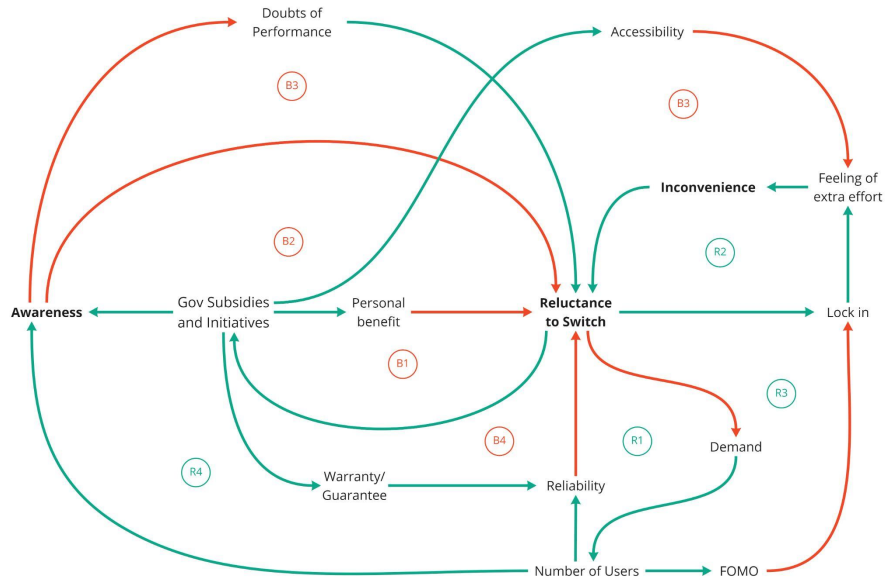 Doubts of
Performance
Accessibility
B3
B3
Inconvenience
Feeling of
extra effort
B2
R2
Awareness
Gov Subsidies
and Initiatives
Personal
benefit
Reluctance
to Switch
Lock in
B1
R3
B4
R1
Demand
R4
Warranty/
Guarantee
Reliability
Number of Users
FOMO